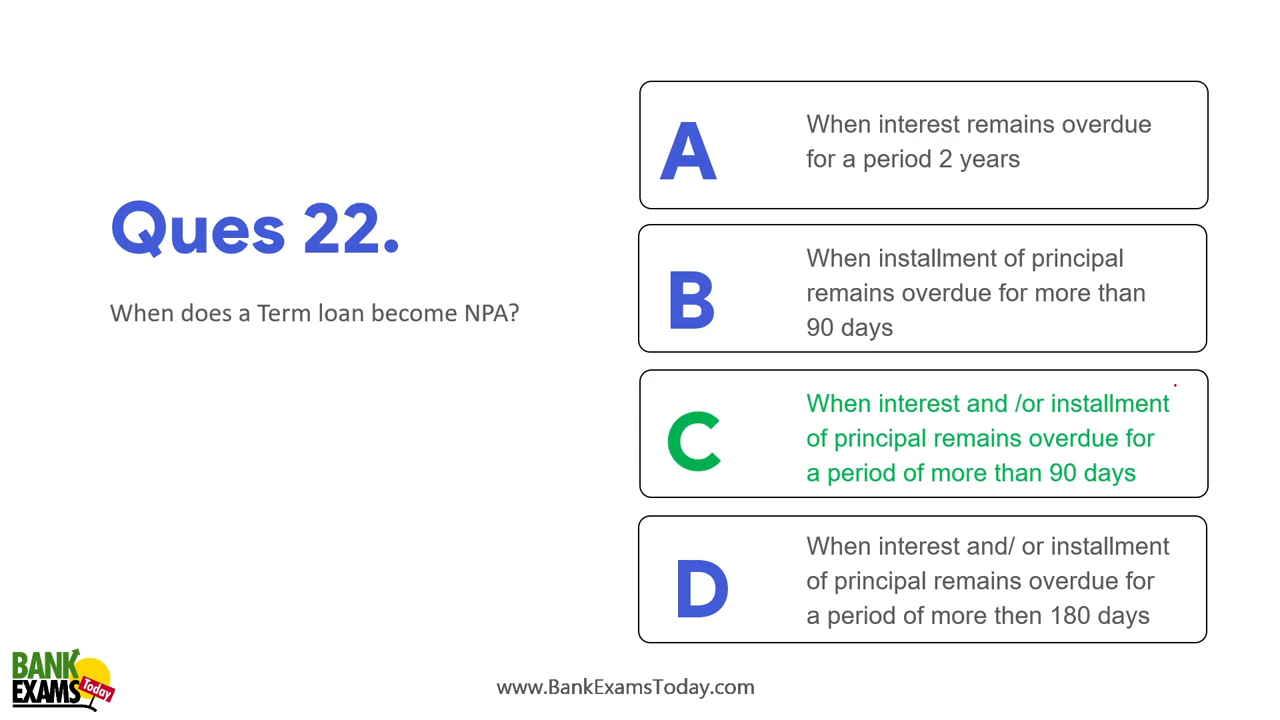 Ques 22.
When does a Term loan become NPA?
A
When interest remains overdue
for a period 2 years
B
When installment of principal
remains overdue for more than
90 days
C
When interest and /or installment
of principal remains overdue for
a period of more than 90 days
D
When interest and/ or installment
of principal remains overdue for
a period of more then 180 days
BANK
EXAMS
Today
www.BankExamsToday.com